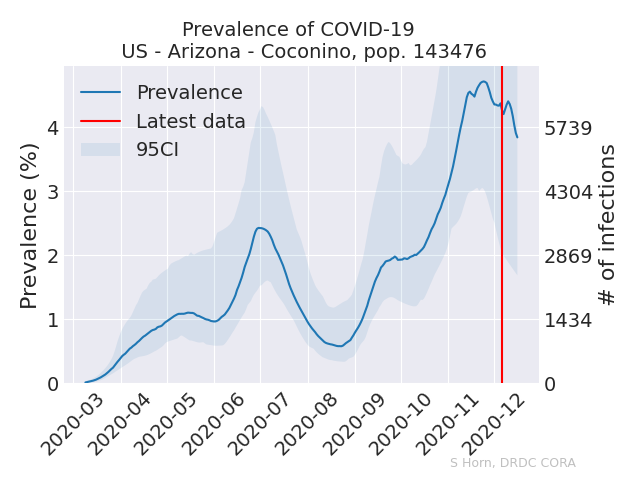 Prevalence of COVID-19
US - Arizona - Coconino, pop. 143476
Prevalence
Latest data
95CI
Prevalence (%)
4
3
2
1
0
5739
4304
2869
1434
0
# of infections
2020-03
2020-04
2020-05
2020-06
2020-07
2020-08
2020-09
2020-10
2020-11
2020-12
S Horn, DRDC CORA